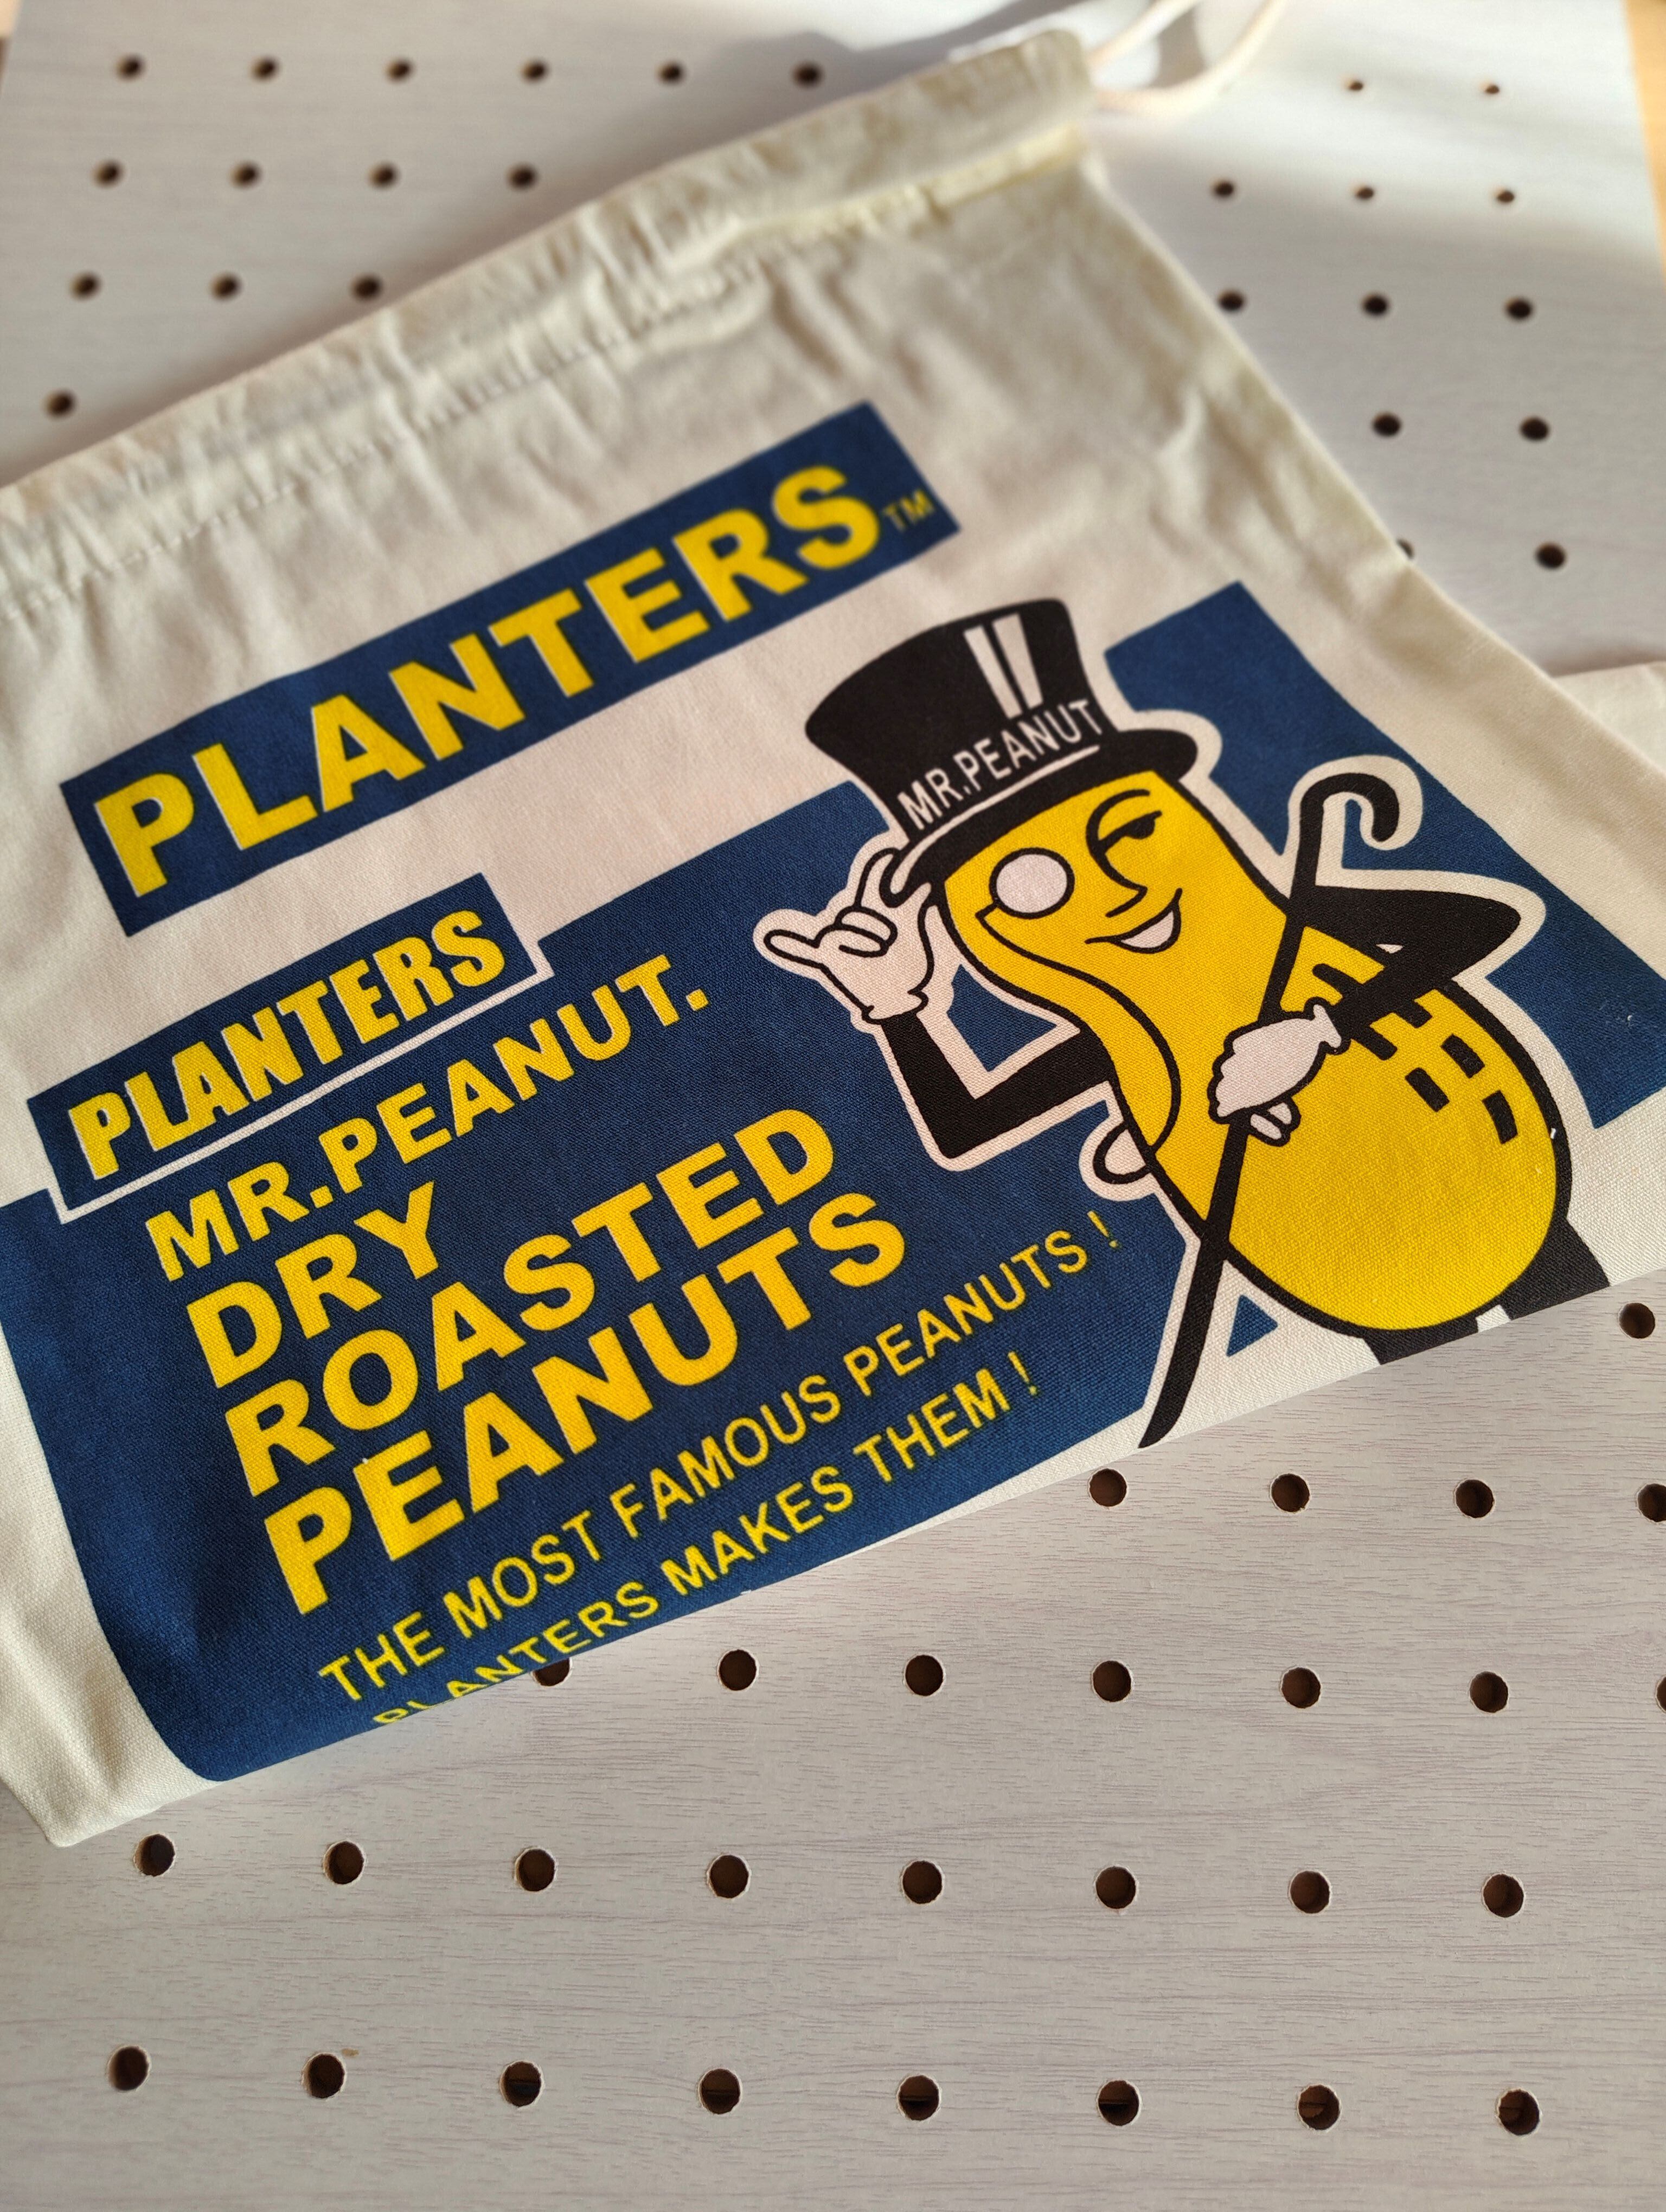 PLANTERS™
MR.PEANUT
PLANTERS
MR.PEANUT.
DRY
ROASTED
PEANUTS
THE MOST FAMOUS PEANUTS !
PLANTERS MAKES THEM !